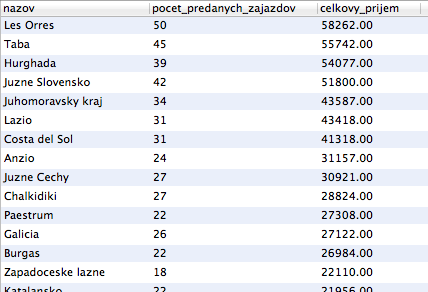 nazov pocet_predanych_zajazdov celkovy_prijem
Les Orres 50 58262.00
Taba 45 55742.00
Hurghada 39 54077.00
Juzne Slovensko 42 51800.00
Juhomoravsky kraj 34 43587.00
Lazio 31 43418.00
Costa del Sol 31 41318.00
Anzio 24 31157.00
Juzne Cechy 27 30921.00
Chalkidiki 27 28824.00
Paestrum 22 27308.00
Galicia 26 27122.00
Burgas 22 26984.00
Zapadoceske lazne 18 22110.00
Katalansko 22 21956.00